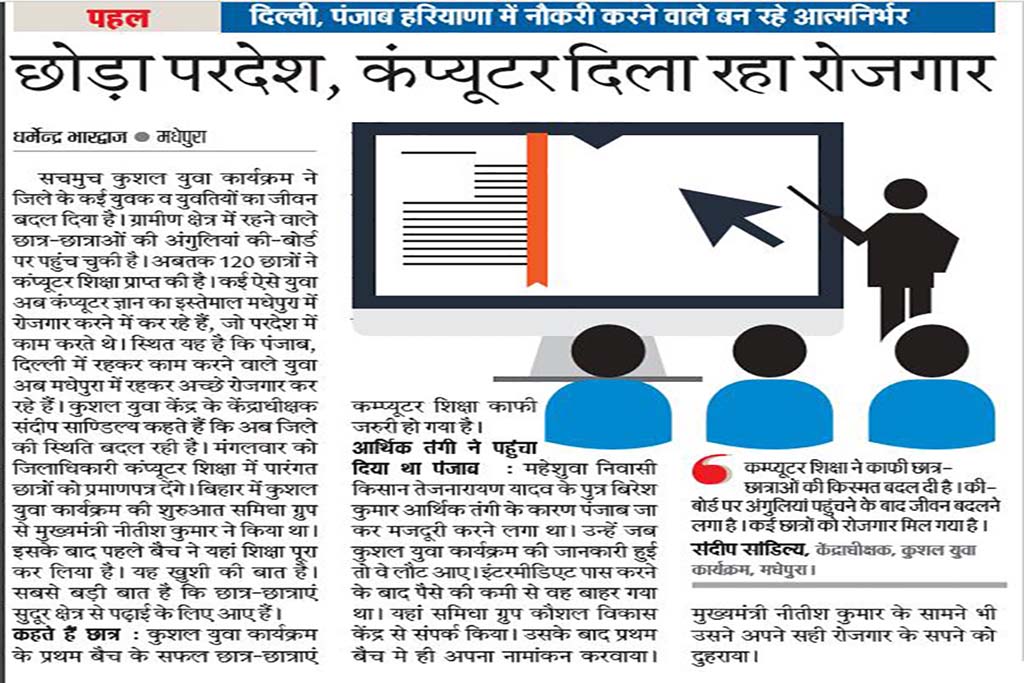 पहल
दिल्ली, पंजाब हरियाणा में नौकरी करने वाले बन रहे आत्मनिर्भर
छोड़ा परदेश, कंप्यूटर दिला रहा रोजगार
धर्मेन्द्र भारद्वाज ● मधेपुरा
सचमुच कुशल युवा कार्यक्रम ने
जिले के कई युवक व युवतियों का जीवन
बदल दिया है। ग्रामीण क्षेत्र में रहने वाले
छात्र-छात्राओं की अंगुलियां की-बोर्ड
पर पहुंच चुकी है। अबतक 120 छात्रों ने
कंप्यूटर शिक्षा प्राप्त की है। कई ऐसे युवा
अब कंप्यूटर ज्ञान का इस्तेमाल मधेपुरा में
रोजगार करने में कर रहे हैं, जो परदेश में
काम करते थे। स्थित यह है कि पंजाब,
दिल्ली में रहकर काम करने वाले युवा
अब मधेपुरा में रहकर अच्छे रोजगार कर
रहे हैं। कुशल युवा केंद्र के केंद्राधीक्षक
संदीप साण्डिल्य कहते हैं कि अब जिले
की स्थिति बदल रही है। मंगलवार को
जिलाधिकारी कंप्यूटर शिक्षा में पारंगत
छात्रों को प्रमाणपत्र देंगे। बिहार में कुशल
युवा कार्यक्रम की शुरुआत समिधा ग्रुप
से मुख्यमंत्री नीतीश कुमार ने किया था।
इसके बाद पहले बैच ने यहां शिक्षा पूरा
कर लिया है। यह खुशी की बात है।
सबसे बड़ी बात है कि छात्र-छात्राएं
सुदूर क्षेत्र से पढ़ाई के लिए आए हैं।
कहते हैं छात्र : कुशल युवा कार्यक्रम
के प्रथम बैच के सफल छात्र-छात्राएं
कम्प्यूटर शिक्षा काफी
जरुरी हो गया है।
आर्थिक तंगी ने पहुंचा
दिया था पंजाब : महेशुवा निवासी
किसान तेजनारायण यादव के पुत्र बिरेश
कुमार आर्थिक तंगी के कारण पंजाब जा
कर मजदूरी करने लगा था। उन्हें जब
कुशल युवा कार्यक्रम की जानकारी हुई
तो वे लौट आए। इंटरमीडिएट पास करने
के बाद पैसे की कमी से वह बाहर गया
था। यहां समिधा ग्रुप कौशल विकास
केंद्र से संपर्क किया। उसके बाद प्रथम
बैच मे ही अपना नामांकन करवाया।
कम्प्यूटर शिक्षा ने काफी छात्र-
छात्राओं की किस्मत बदल दी है। की-
बोर्ड पर अंगुलियां पहुंचने के बाद जीवन बदलने
लगा है। कई छात्रों को रोजगार मिल गया है।
संदीप सांडिल्य, केंद्राधीक्षक, कुशल युवा
कार्यक्रम, मधेपुरा।
मुख्यमंत्री नीतीश कुमार के सामने भी
उसने अपने सही रोजगार के सपने को
दुहराया।